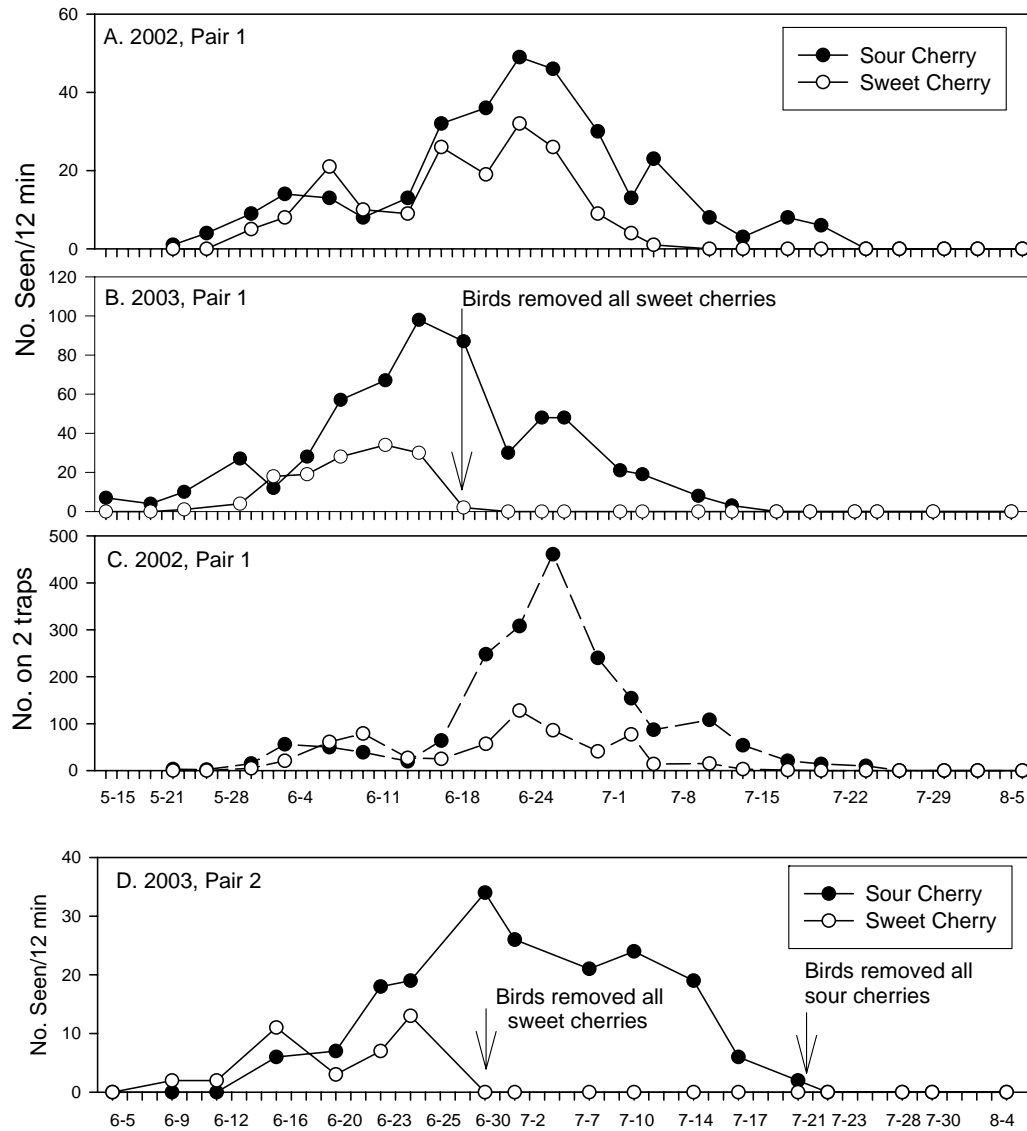 60
40
20
0
A. 2002, Pair 1
Sour Cherry
Sweet Cherry
No. Seen/12 min
120
100
80
60
40
20
0
B. 2003, Pair 1
Birds removed all sweet cherries
500
400
300
200
100
0
C. 2002, Pair 1
No. on 2 traps
5-15 5-21 5-28 6-4 6-11 6-18 6-24 7-1 7-8 7-15 7-22 7-29 8-5
40
30
20
10
0
D. 2003, Pair 2
Sour Cherry
Sweet Cherry
No. Seen/12 min
Birds removed all
sweet cherries
Birds removed all
sour cherries
6-5 6-9 6-12 6-16 6-20 6-23 6-25 6-30 7-2 7-7 7-10 7-14 7-17 7-21 7-23 7-28 7-30 8-4